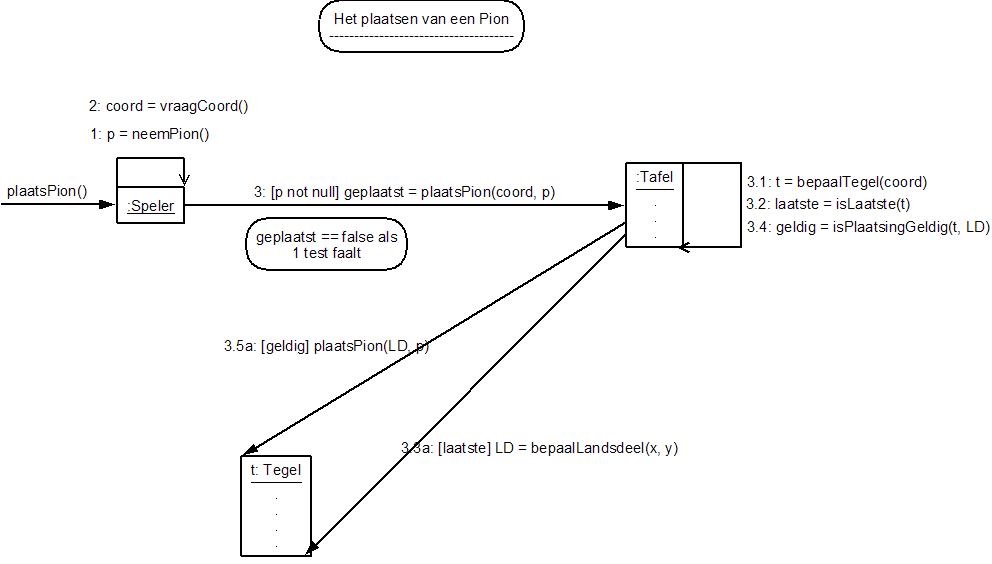 Het plaatsen van een Pion
2: coord = vraagCoord()
1: p = neemPion()
plaatsPion()
:Speler
3: [p not null] geplaatst = plaatsPion(coord, p)
geplaatst == false als
1 test faalt
:Tafel
3.1: t = bepaalTegel(coord)
3.2: laatste = isLaatste(t)
3.4: geldig = isPlaatsingGeldig(t, LD)
3.5a: [geldig] plaatsPion(LD, p)
3.3a: [laatste] LD = bepaalLandsdeel(x, y)
t: Tegel